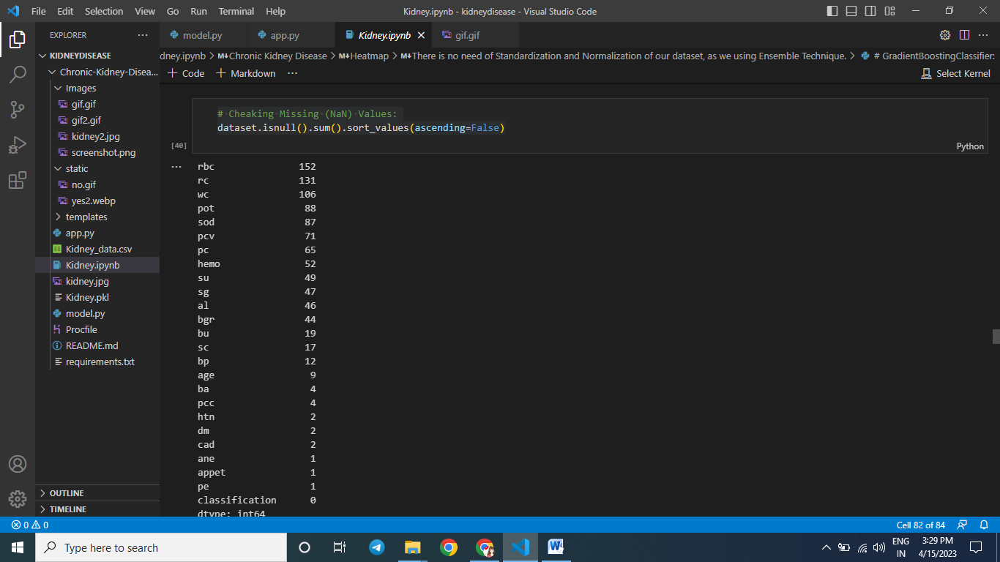 File Edit Selection View Go Run Terminal Help Kidney.ipynb - kidneydisease - Visual Studio Code
EXPLORER
model.py app.py Kidney.ipynb gif.gif
KIDNEYDISEASE
dney.ipynb > M↓Chronic Kidney Disease > M↓Heatmap > M↓There is no need of Standardization and Normalization of our dataset, as we using Ensemble Technique. > # GradientBoostingClassifier:
+ Code + Markdown ... Select Kernel
Chronic-Kidney-Disea...
Images
gif.gif
gif2.gif
kidney2.jpg
screenshot.png
static
no.gif
yes2.webp
templates
app.py
Kidney_data.csv
Kidney.ipynb
kidney.jpg
Kidney.pkl
model.py
Procfile
README.md
requirements.txt
OUTLINE
TIMELINE
# Cheaking Missing (NaN) Values:
dataset.isnull().sum().sort_values(ascending=False)
[40]
Python
rbc 152
rc 131
wc 106
pot 88
sod 87
pcv 71
pc 65
hemo 52
su 49
sg 47
al 46
bgr 44
bu 19
sc 17
bp 12
age 9
ba 4
pcc 4
htn 2
dm 2
cad 2
ane 1
appet 1
pe 1
classification 0
dtype: int64
0 0 Cell 82 of 84
Type here to search
ENG
IN
3:29 PM
4/15/2023